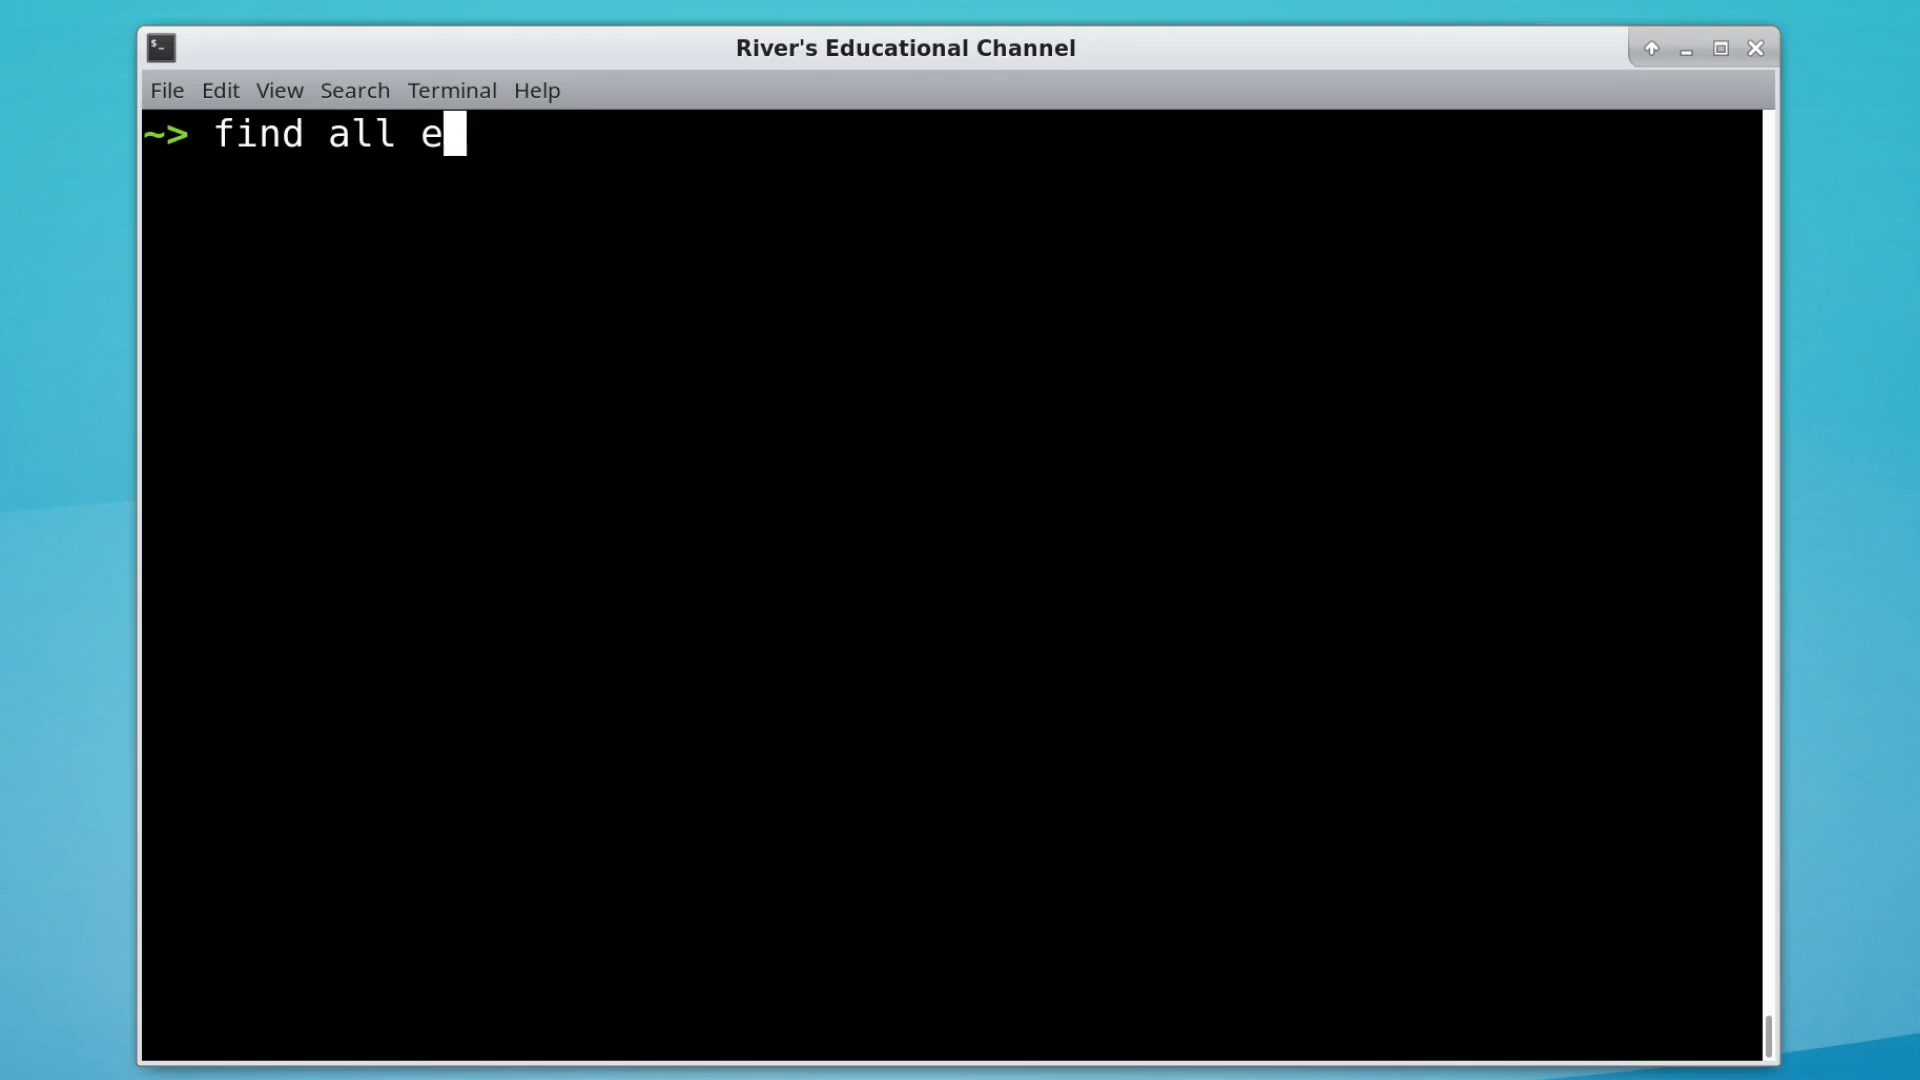 River's Educational Channel
File Edit View Search Terminal Help
~> find all e